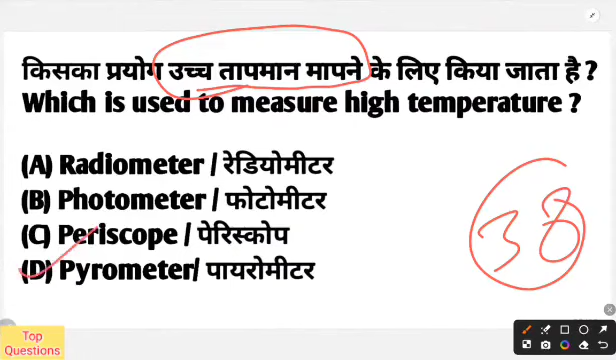 किसका प्रयोग उच्च तापमान मापने के लिए किया जाता है ?
Which is used to measure high temperature ?
(A) Radiometer / रेडियोमीटर
(B) Photometer / फोटोमीटर
(C) Periscope / पेरिस्कोप
(D) Pyrometer/ पायरोमीटर
38
Top
Questions